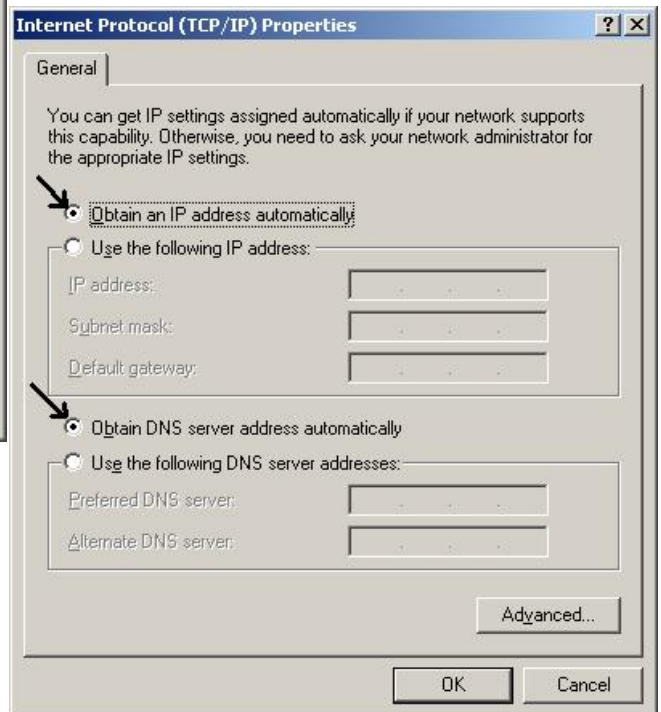 Internet Protocol (TCP/IP) Properties
General
You can get IP settings assigned automatically if your network supports
this capability. Otherwise, you need to ask your network administrator for
the appropriate IP settings.
Obtain an IP address automatically
Use the following IP address:
IP address:
Subnet mask:
Default gateway:
Obtain DNS server address automatically
Use the following DNS server addresses:
Preferred DNS server:
Alternate DNS server:
Advanced...
OK
Cancel